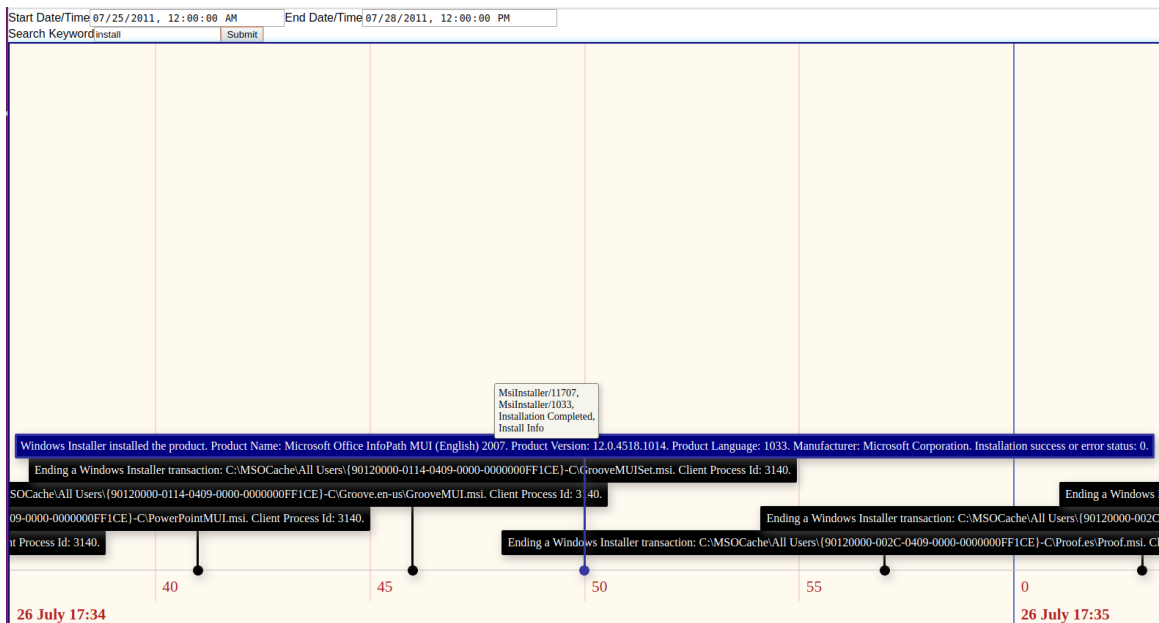 Start Date/Time 07/25/2011, 12:00:00 AM End Date/Time 07/28/2011, 12:00:00 PM
Search Keyword install Submit
MsiInstaller/11707,
MsiInstaller/1033,
Installation Completed,
Install Info
Windows Installer installed the product. Product Name: Microsoft Office InfoPath MUI (English) 2007. Product Version: 12.0.4518.1014. Product Language: 1033. Manufacturer: Microsoft Corporation. Installation success or error status: 0.
Ending a Windows Installer transaction: C:\MSOCache\All Users\{90120000-0114-0409-0000-0000000FF1CE}-C\GrooveMUISet.msi. Client Process Id: 3140.
SOCache\All Users\{90120000-0114-0409-0000-0000000FF1CE}-C\Groove.en-us\GrooveMUI.msi. Client Process Id: 3140. Ending a Windows I
09-0000-0000000FF1CE}-C\PowerPointMUI.msi. Client Process Id: 3140. Ending a Windows Installer transaction: C:\MSOCache\All Users\{90120000-002C
nt Process Id: 3140. Ending a Windows Installer transaction: C:\MSOCache\All Users\{90120000-002C-0409-0000-0000000FF1CE}-C\Proof.es\Proof.msi. Cl
40 45 50 55 0
26 July 17:34 26 July 17:35